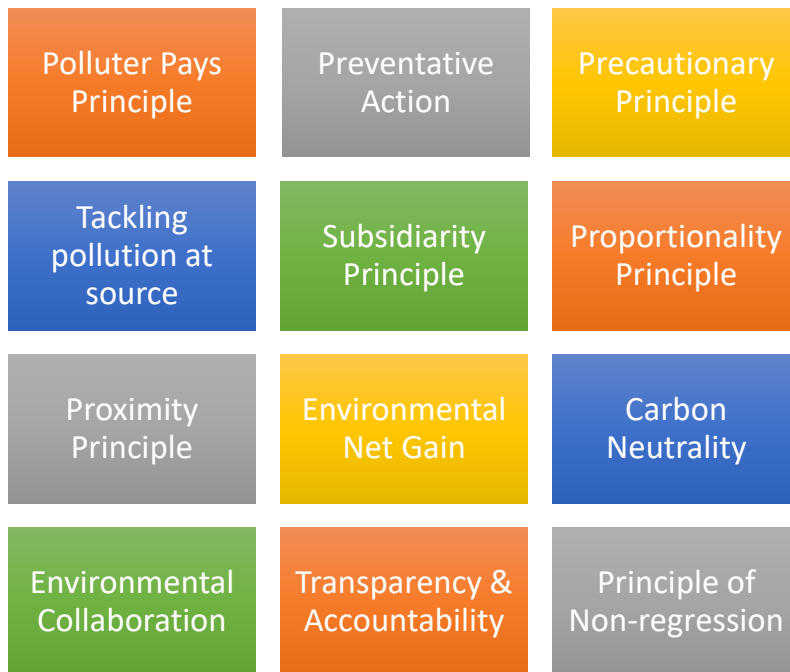 Polluter Pays
Principle
Preventative
Action
Precautionary
Principle
Tackling
pollution at
source
Subsidiarity
Principle
Proportionality
Principle
Proximity
Principle
Environmental
Net Gain
Carbon
Neutrality
Environmental
Collaboration
Transparency &
Accountability
Principle of
Non-regression